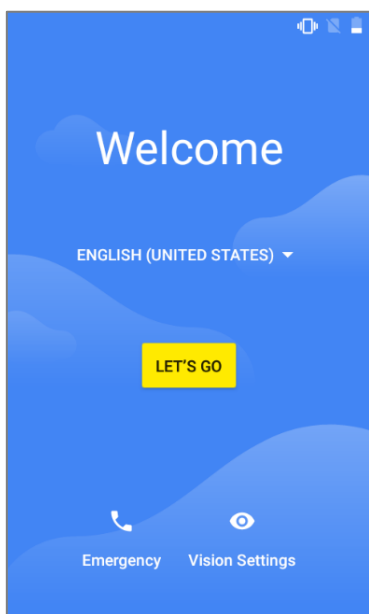 Welcome
ENGLISH (UNITED STATES)
LET'S GO
Emergency Vision Settings